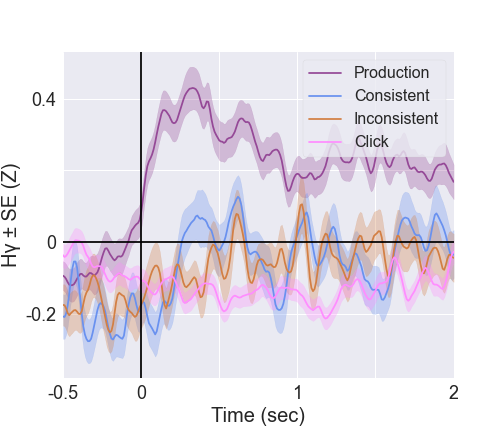 Production
Consistent
Inconsistent
Click
0.4
0
-0.2
Hγ ± SE (Z)
-0.5 0 1 2
Time (sec)